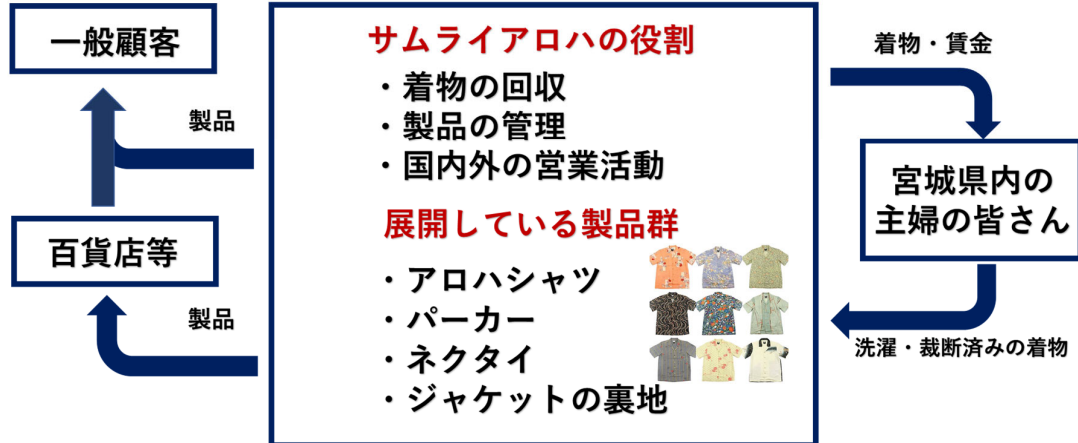 一般顧客
製品
百貨店等
製品
サムライアロハの役割
・着物の回収
・製品の管理
・国内外の営業活動
展開している製品群
・アロハシャツ
・パーカー
・ネクタイ
・ジャケットの裏地
着物・賃金
宮城県内の
主婦の皆さん
洗濯・裁断済みの着物